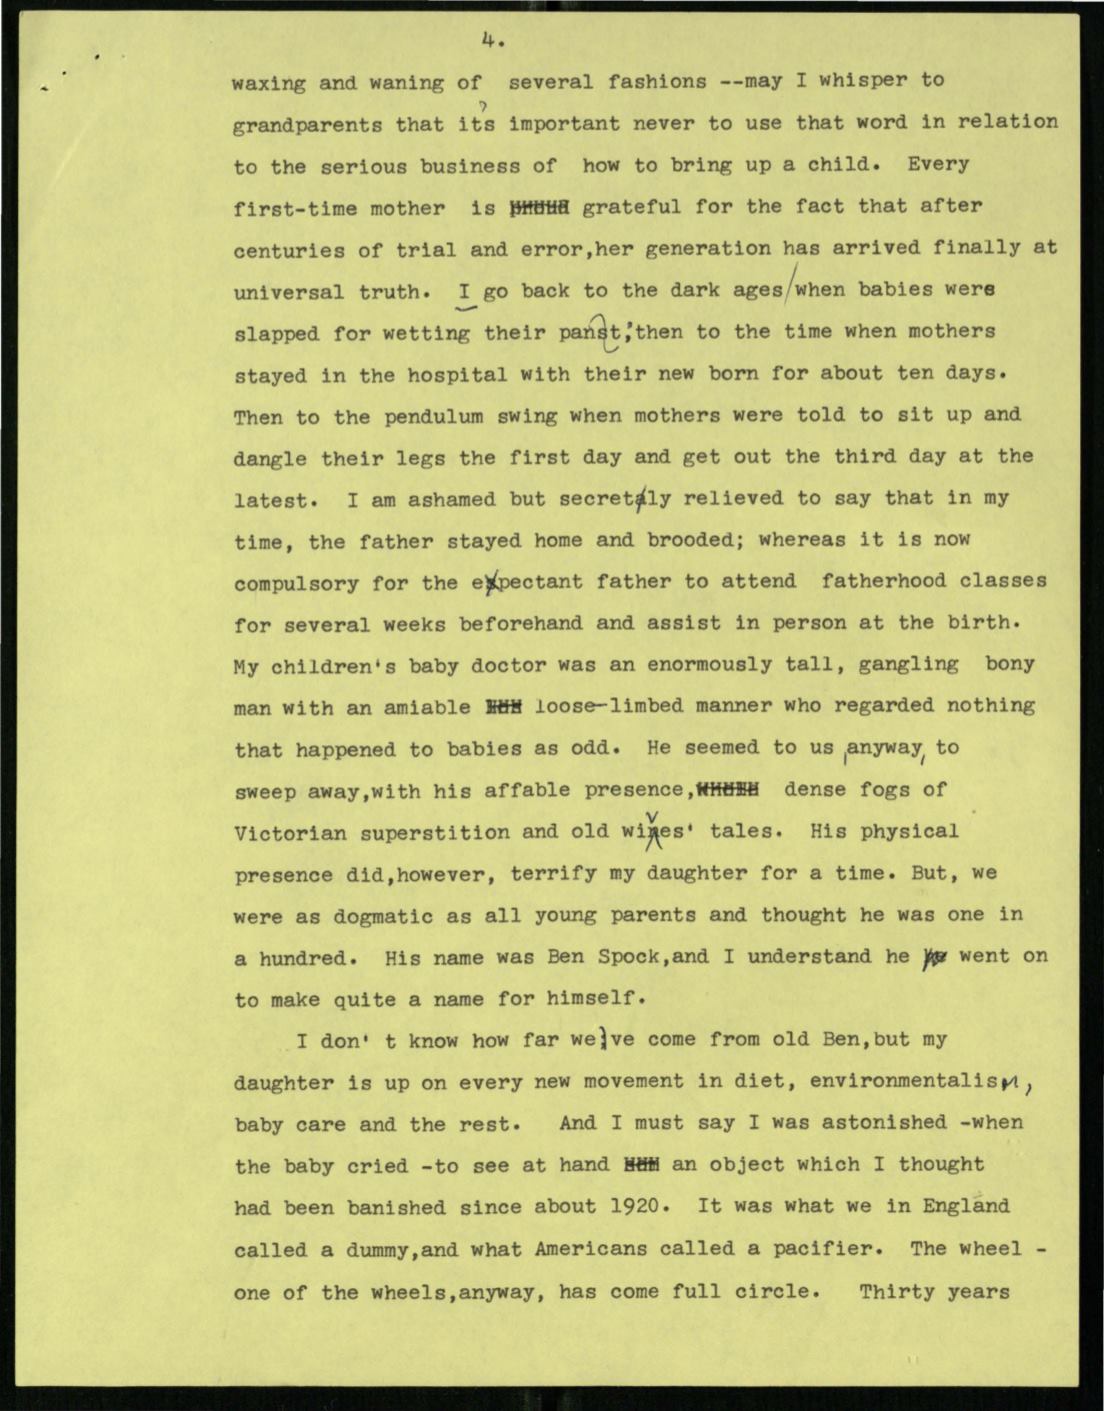 4.
waxing and waning of several fashions --may I whisper to
grandparents that it's important never to use that word in relation
to the serious business of how to bring up a child. Every
first-time mother is grateful for the fact that after
centuries of trial and error,her generation has arrived finally at
universal truth. I go back to the dark ages/when babies were
slapped for wetting their panst;then to the time when mothers
stayed in the hospital with their new born for about ten days.
Then to the pendulum swing when mothers were told to sit up and
dangle their legs the first day and get out the third day at the
latest. I am ashamed but secretly relieved to say that in my
time, the father stayed home and brooded; whereas it is now
compulsory for the expectant father to attend fatherhood classes
for several weeks beforehand and assist in person at the birth.
My children's baby doctor was an enormously tall, gangling bony
man with an amiable loose-limbed manner who regarded nothing
that happened to babies as odd. He seemed to us, anyway, to
sweep away,with his affable presence, dense fogs of
Victorian superstition and old wives' tales. His physical
presence did,however, terrify my daughter for a time. But, we
were as dogmatic as all young parents and thought he was one in
a hundred. His name was Ben Spock,and I understand he went on
to make quite a name for himself.
I don' t know how far we've come from old Ben,but my
daughter is up on every new movement in diet, environmentalism,
baby care and the rest. And I must say I was astonished -when
the baby cried -to see at hand an object which I thought
had been banished since about 1920. It was what we in England
called a dummy,and what Americans called a pacifier. The wheel -
one of the wheels,anyway, has come full circle. Thirty years